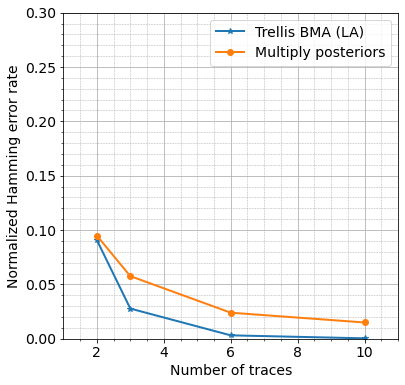 0.30
0.25
0.20
0.15
0.10
0.05
0.00
Normalized Hamming error rate
Trellis BMA (LA)
Multiply posteriors
2 4 6 8 10
Number of traces